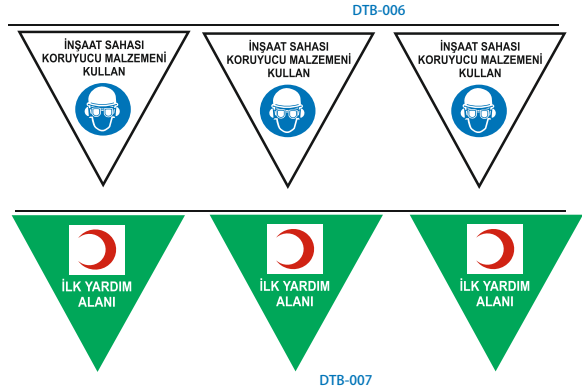 DTB-006
İNŞAAT SAHASI
KORUYUCU MALZEMENİ
KULLAN
İNŞAAT SAHASI
KORUYUCU MALZEMENİ
KULLAN
İNŞAAT SAHASI
KORUYUCU MALZEMENİ
KULLAN
İLK YARDIM
ALANI
İLK YARDIM
ALANI
İLK YARDIM
ALANI
DTB-007